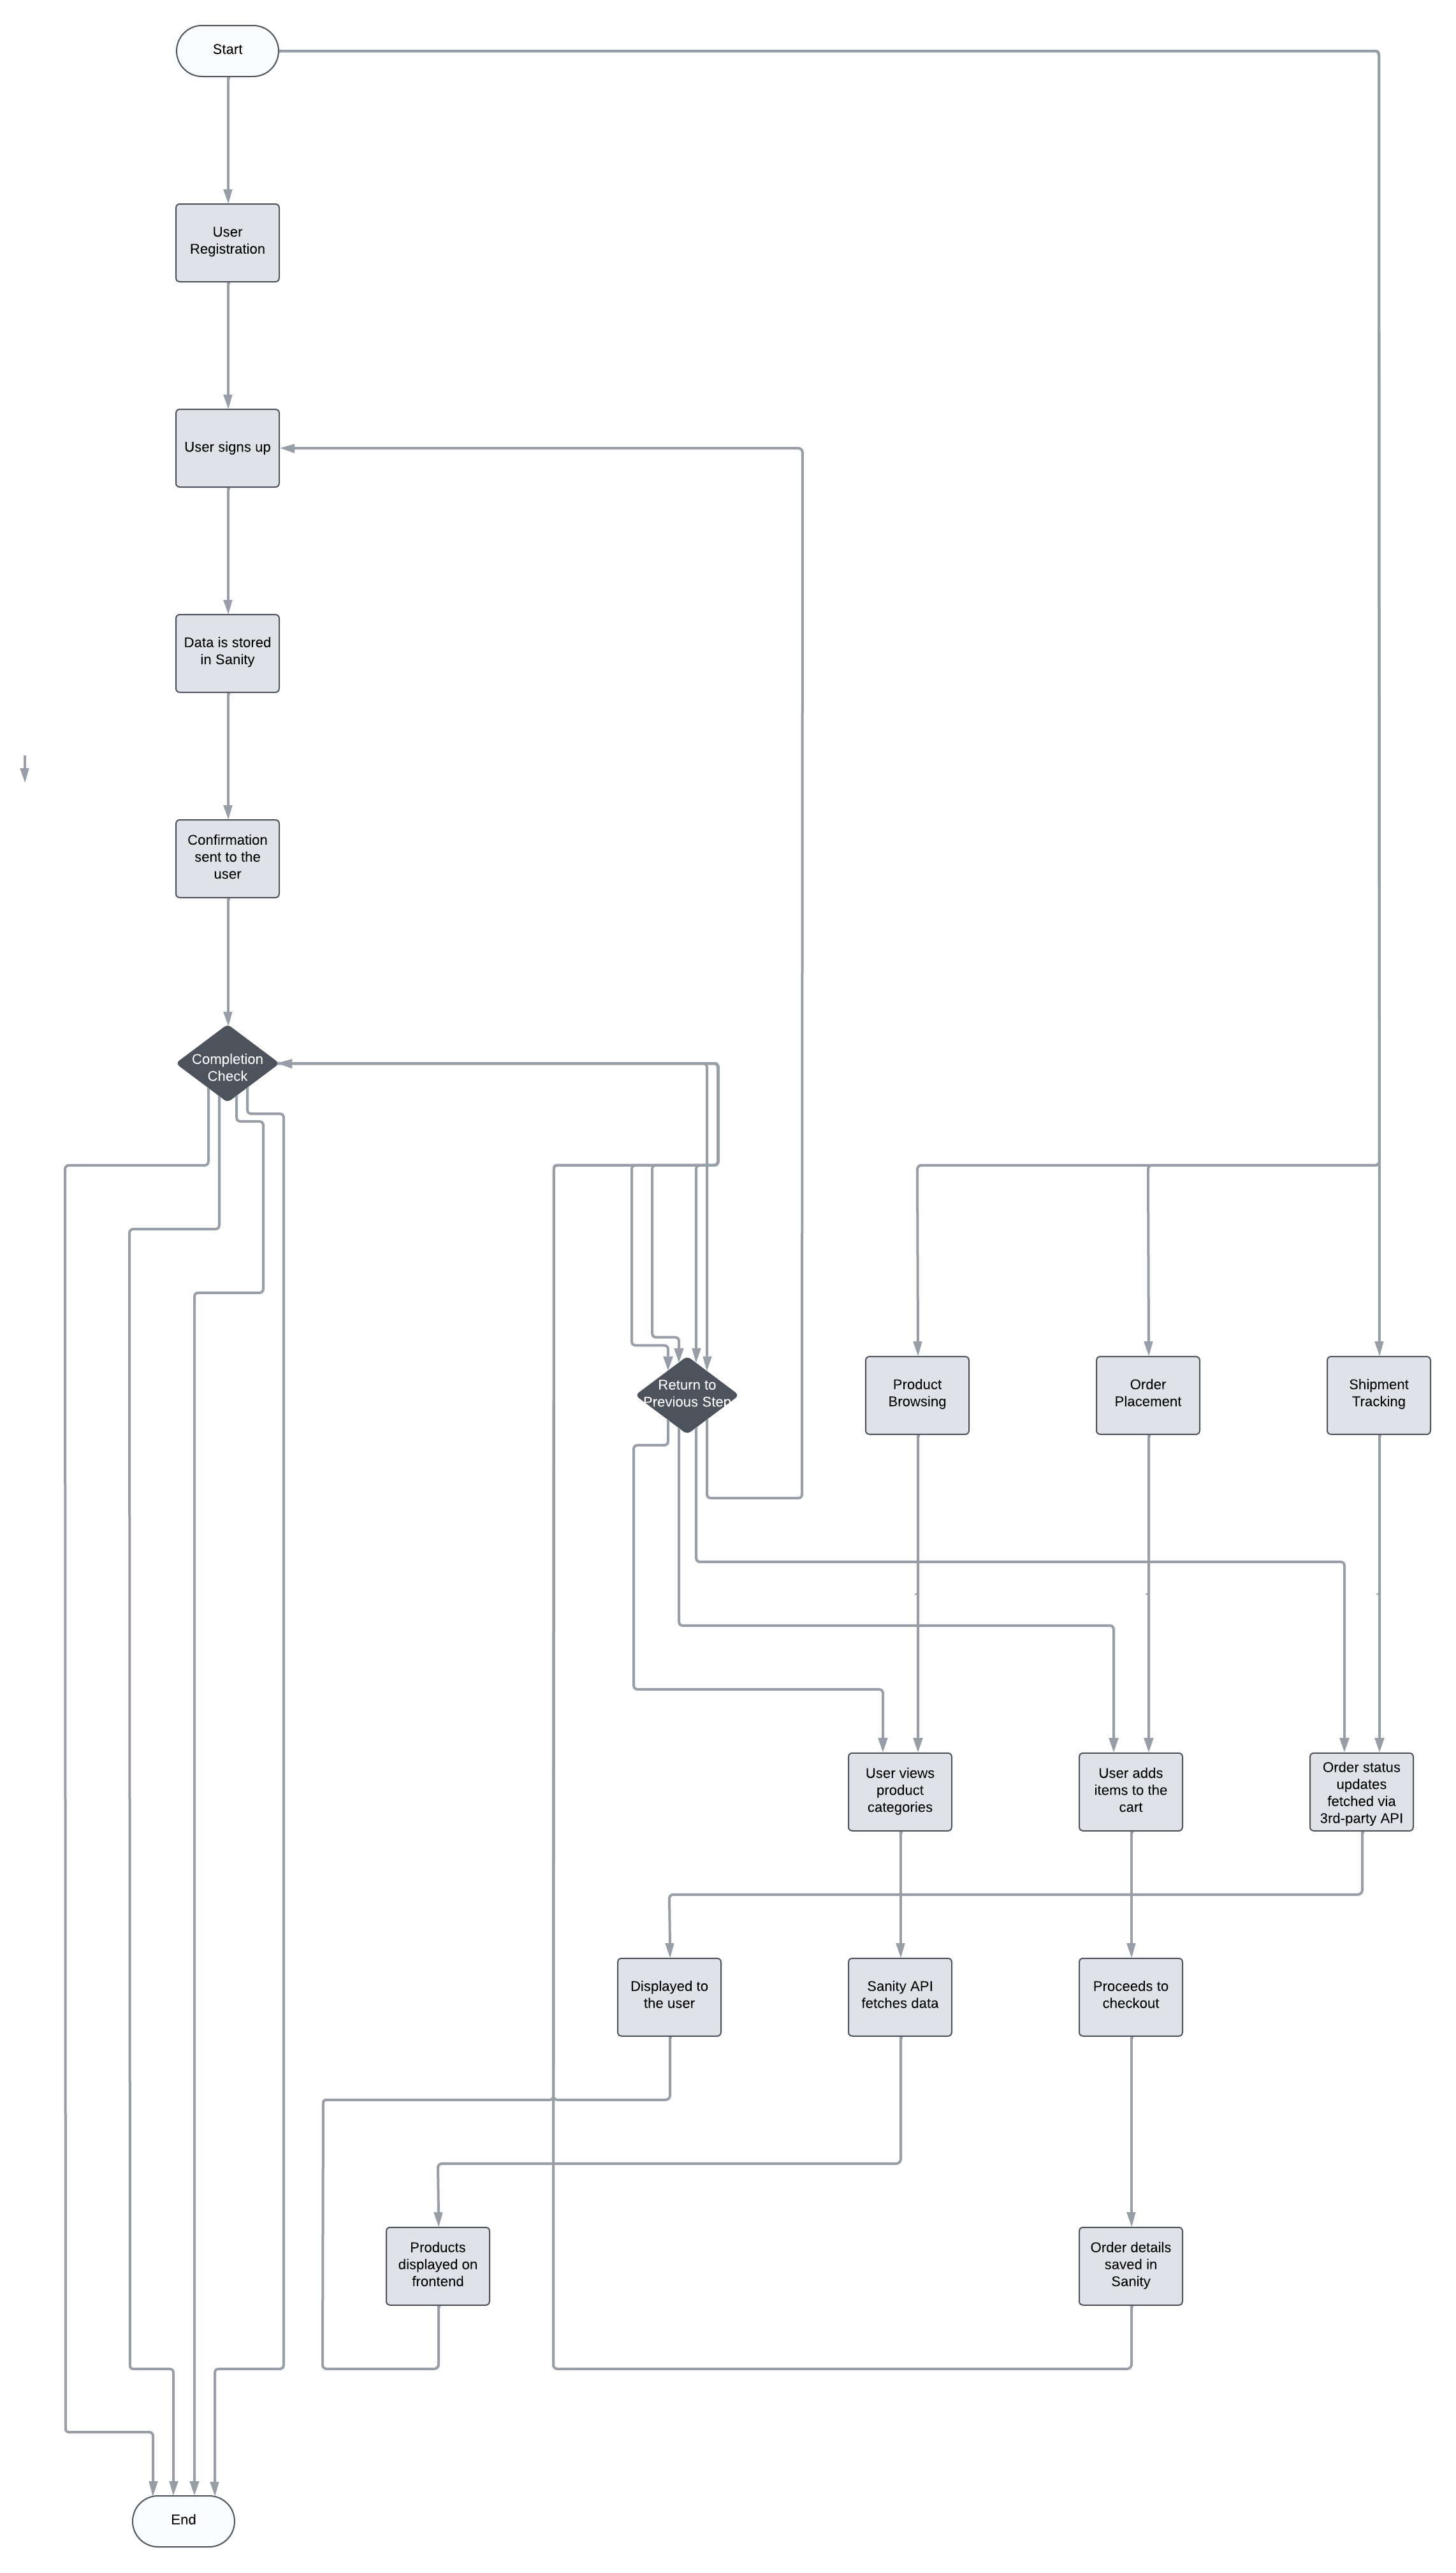 Start
User
Registration
User signs up
Data is stored
in Sanity
Confirmation
sent to the
user
Completion
Check
Return to
Previous Step
Product
Browsing
Order
Placement
Shipment
Tracking
User views
product
categories
User adds
items to the
cart
Order status
updates
fetched via
3rd-party API
Displayed to
the user
Sanity API
fetches data
Proceeds to
checkout
Products
displayed on
frontend
Order details
saved in
Sanity
End